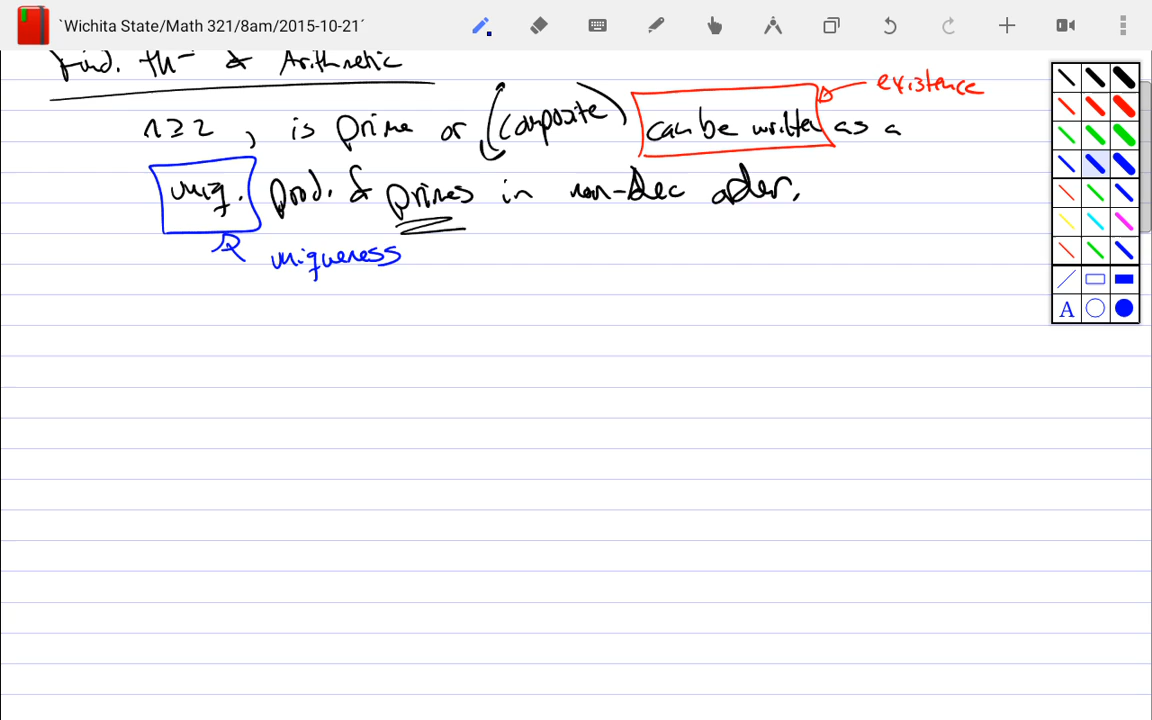 `Wichita State/Math 321/8am/2015-10-21´
Fund. Thm of Arithmetic
existence
n≥2, is prime or (composite) can be written as a
uniq. prod. of primes in non-dec order.
uniqueness
A